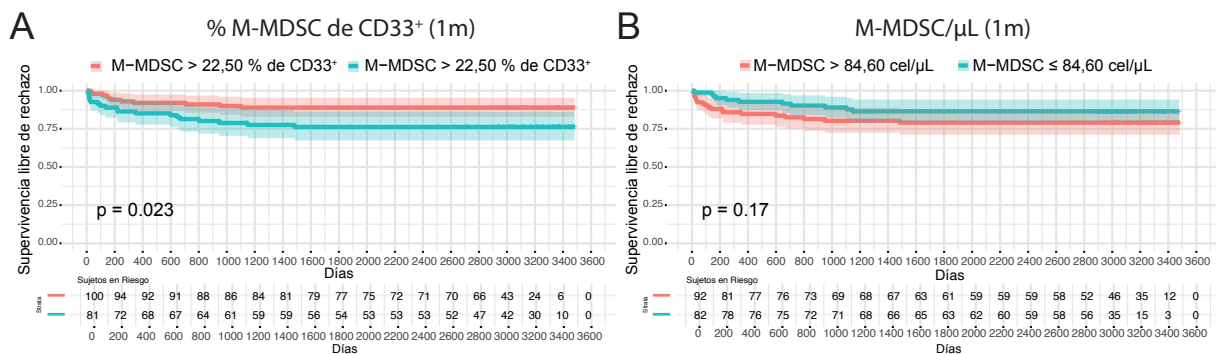 A
% M-MDSC de CD33⁺ (1m)
M−MDSC > 22,50 % de CD33⁺ M−MDSC > 22,50 % de CD33⁺
Supervivencia libre de rechazo
1.00
0.75
0.50
0.25
0.00
p = 0.023
0 200 400 600 800 1000 1200 1400 1600 1800 2000 2200 2400 2600 2800 3000 3200 3400 3600
Días
Sujetos en Riesgo
Strata
100 94 92 91 88 86 84 81 79 77 75 72 71 70 66 43 24 6 0
81 72 68 67 64 61 59 59 56 54 53 53 53 52 47 42 30 10 0
0 200 400 600 800 1000 1200 1400 1600 1800 2000 2200 2400 2600 2800 3000 3200 3400 3600
Días
B
M-MDSC/µL (1m)
M−MDSC > 84,60 cel/µL M−MDSC ≤ 84,60 cel/µL
Supervivencia libre de rechazo
1.00
0.75
0.50
0.25
0.00
p = 0.17
0 200 400 600 800 1000 1200 1400 1600 1800 2000 2200 2400 2600 2800 3000 3200 3400 3600
Días
Sujetos en Riesgo
Strata
92 81 77 76 73 69 68 67 63 61 59 59 59 58 52 46 35 12 0
82 78 76 75 72 71 68 66 65 63 62 60 59 58 56 35 15 3 0
0 200 400 600 800 1000 1200 1400 1600 1800 2000 2200 2400 2600 2800 3000 3200 3400 3600
Días